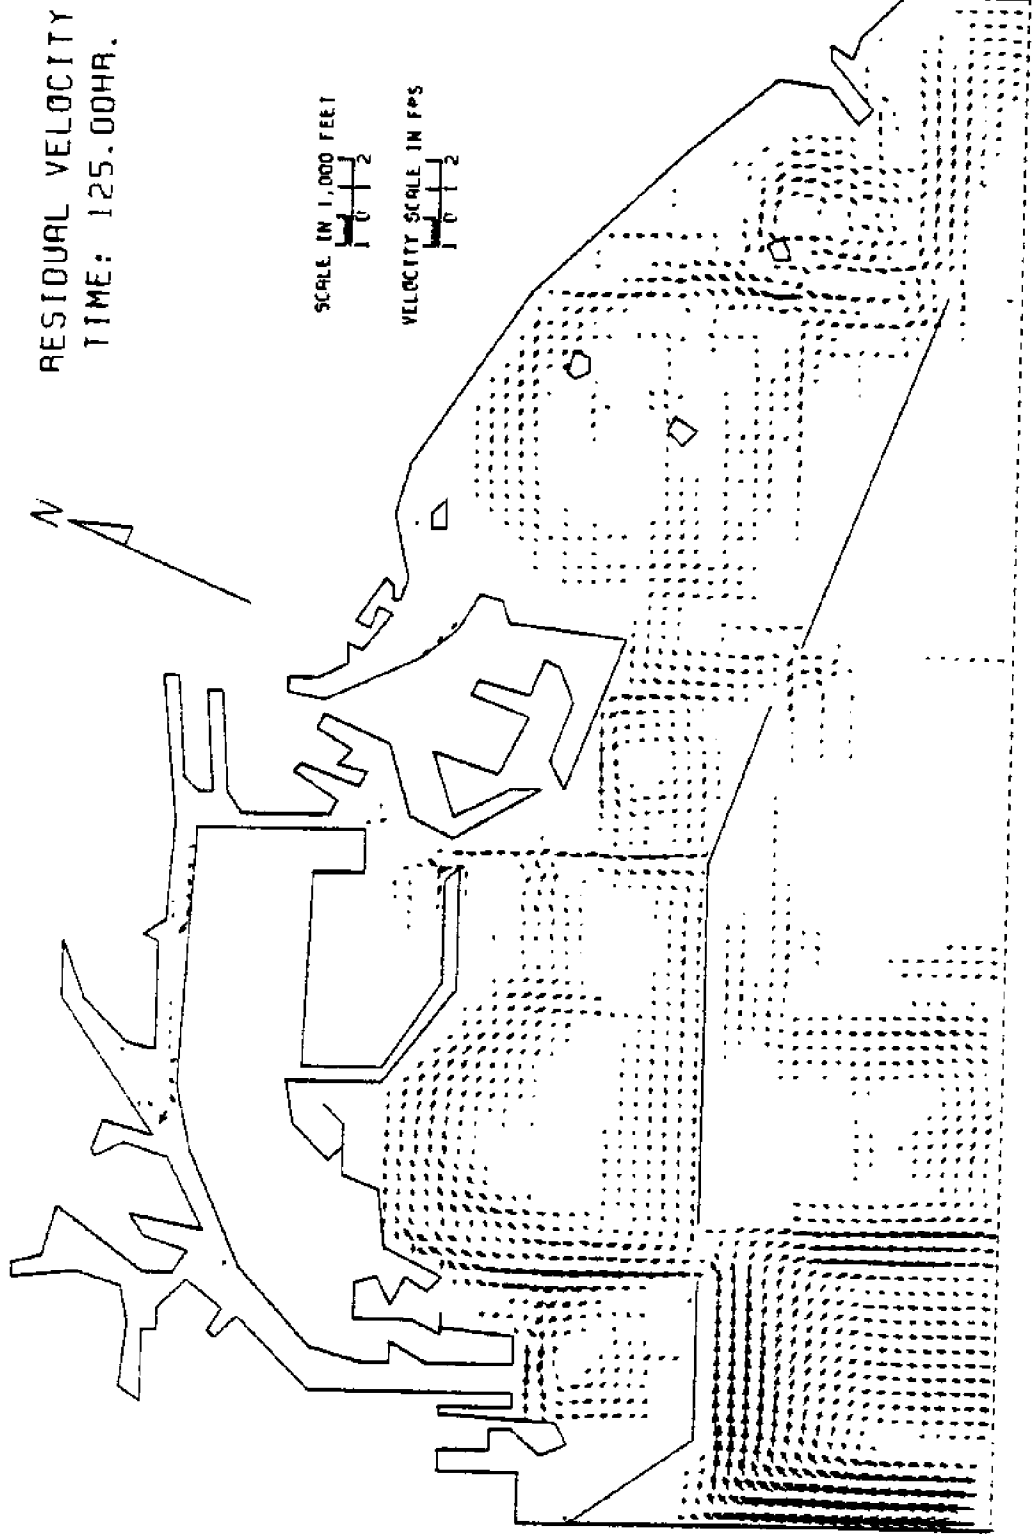 RESIDUAL VELOCITY
TIME: 125.00HR.
N
SCALE IN 1,000 FEET
1 0 1 2
VELOCITY SCALE IN FPS
1 0 1 2